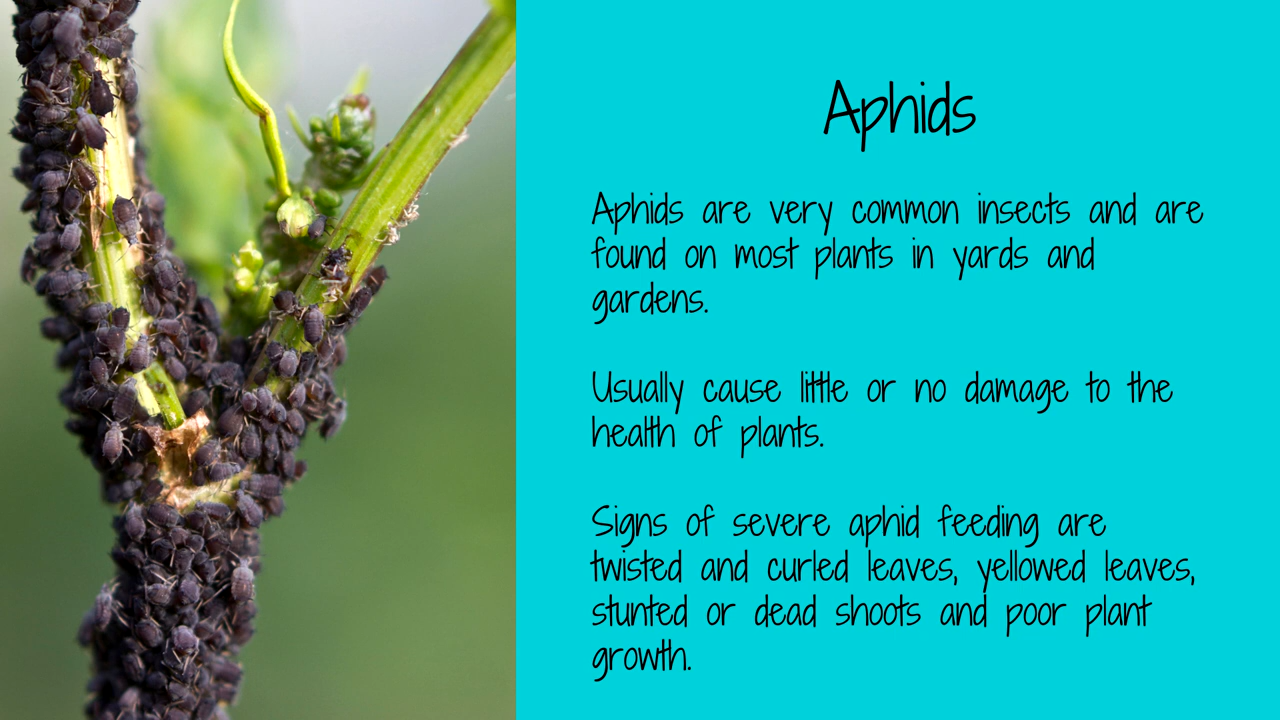 Aphids
Aphids are very common insects and are
found on most plants in yards and
gardens.
Usually cause little or no damage to the
health of plants.
Signs of severe aphid feeding are
twisted and curled leaves, yellowed leaves,
stunted or dead shoots and poor plant
growth.